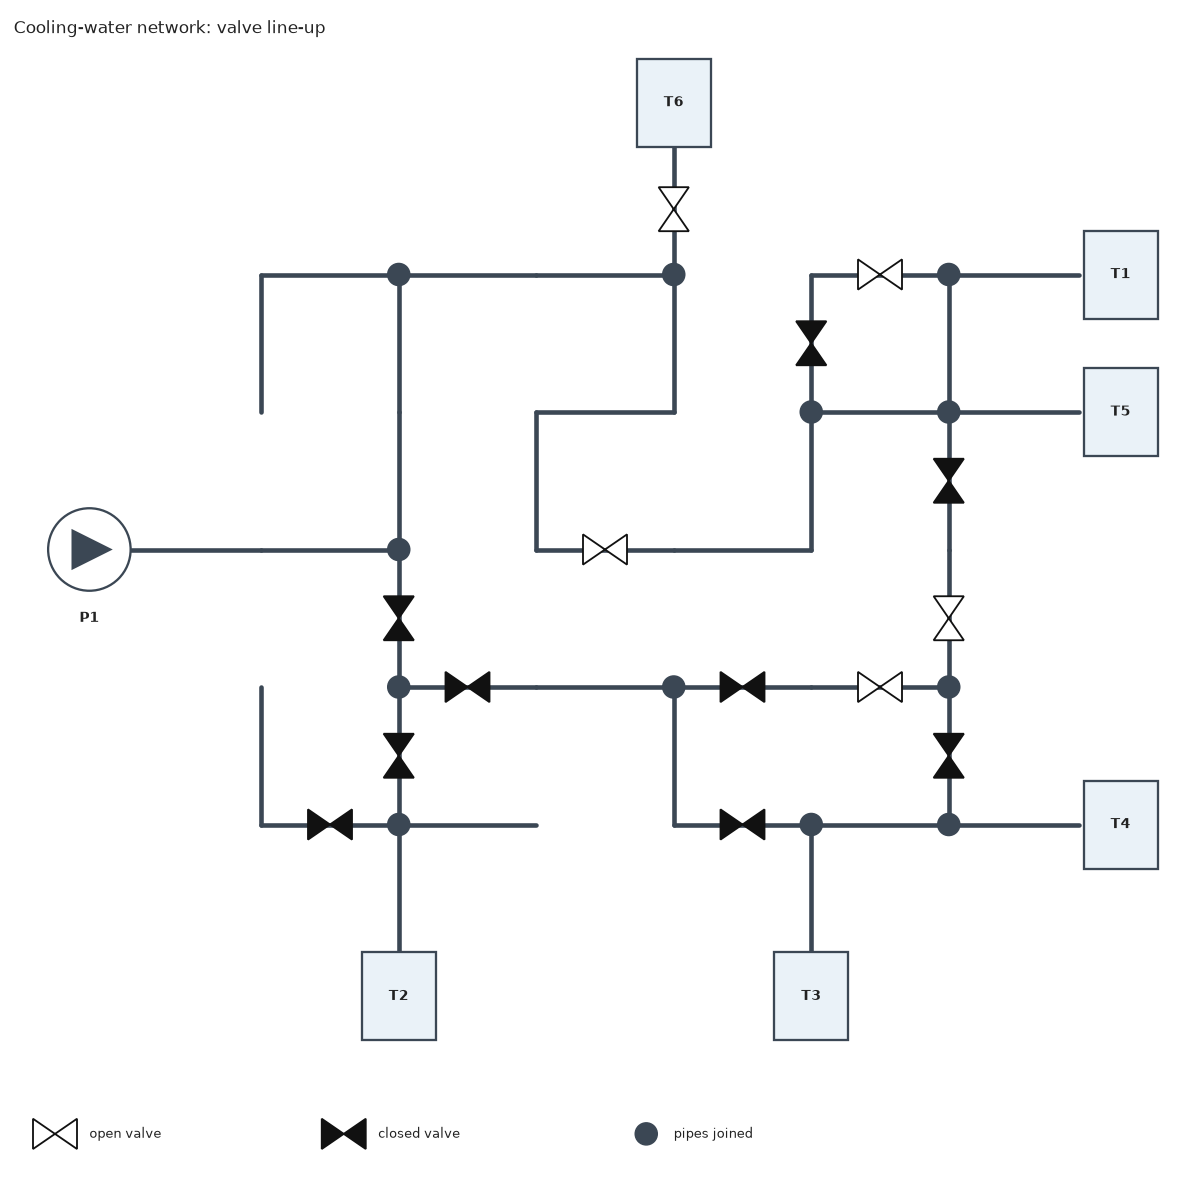 Cooling-water network: valve line-up
T6
T1
T5
P1
T4
T2
T3
open valve
closed valve
pipes joined